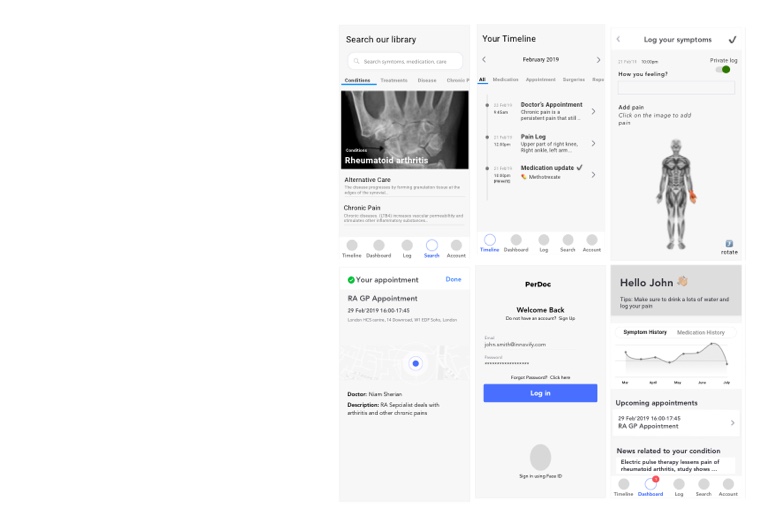 Search our library
Search symtoms, medication, care
Conditions Treatments Disease Chronic P
Conditions
Rheumatoid arthritis
Alternative Care
The disease progresses by forming granulation tissue at the
edges of the synovial...
Chronic Pain
Chronic diseases (JTBA) increases vascular permeability and
stimulates other inflammatory substances...
Timeline Dashboard Log Search Account
Your Timeline
February 2019
All Medication Appointment Surgeries Repo
9:45am
Doctor's Appointment
Chronic pain is a
persistent pain that still...
21 Feb'19
12:00pm
Pain Log
Upper part of right knee,
Right ankle, left arm...
21 Feb'19
10:00pm
(PRIVATE)
Medication update
Methotrexate
Timeline Dashboard Log Search Account
Log your symptoms
21 Feb'19 10:00pm
Private log
How you feeling?
Add pain
Click on the image to add
pain
rotate
Your appointment Done
RA GP Appointment
29 Feb'2019 16:00-17:45
London HCS centre, 14 Downroad, W1 EDF Soho, London
Doctor: Niam Sherian
Description: RA Sepcialist deals with
arthritis and other chronic pains
PerDoc
Welcome Back
Do not have an account? Sign Up
Email
john.smith@innovify.com
Password
******************
Forgot Password? Click here
Log in
Sign in using Face ID
Hello John
Tips: Make sure to drink a lots of water and
log your pain
Symptom History Medication History
Mar April May June July
Upcoming appointments
29 Feb'2019 16:00-17:45
RA GP Appointment
News related to your condition
Electric pulse therapy lessens pain of
rheumatoid arthritis, study shows ...
1
Timeline Dashboard Log Search Account